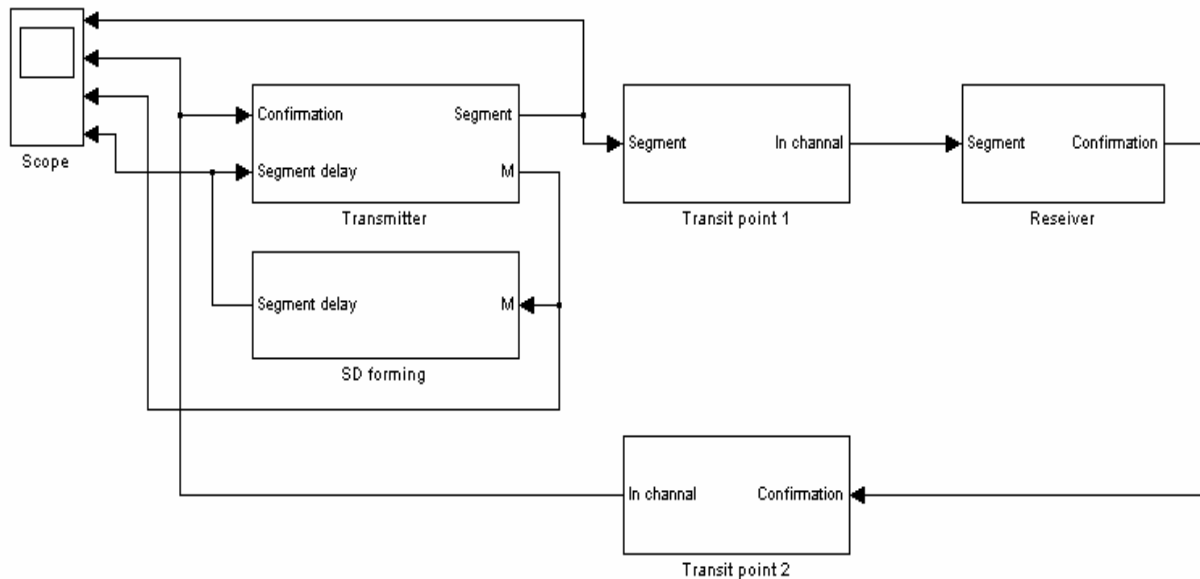 Scope
Confirmation
Segment
Segment delay
M
Transmitter
Segment
In channal
Transit point 1
Segment
Confirmation
Reseiver
Segment delay
M
SD forming
In channal
Confirmation
Transit point 2